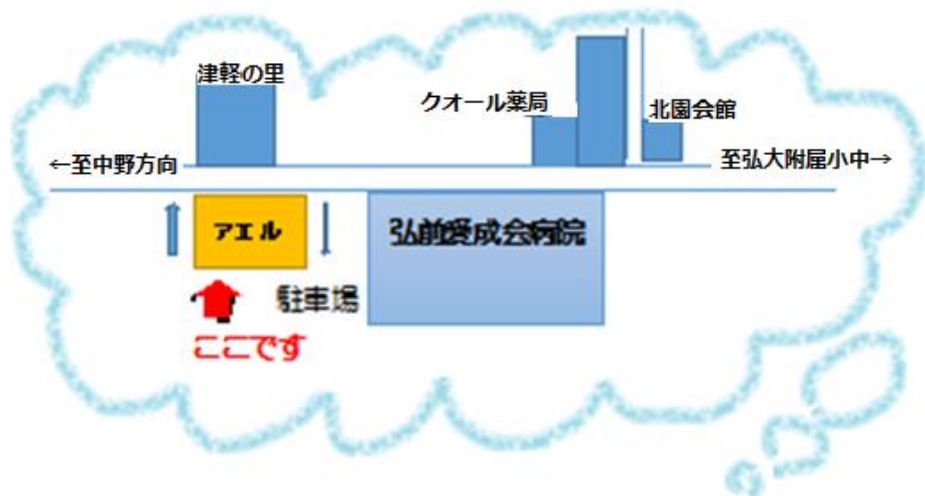 津軽の里
クオール薬局
北園会館
←至中野方向
至弘大附属小中→
アエル
弘前愛成会病院
駐車場
ここです